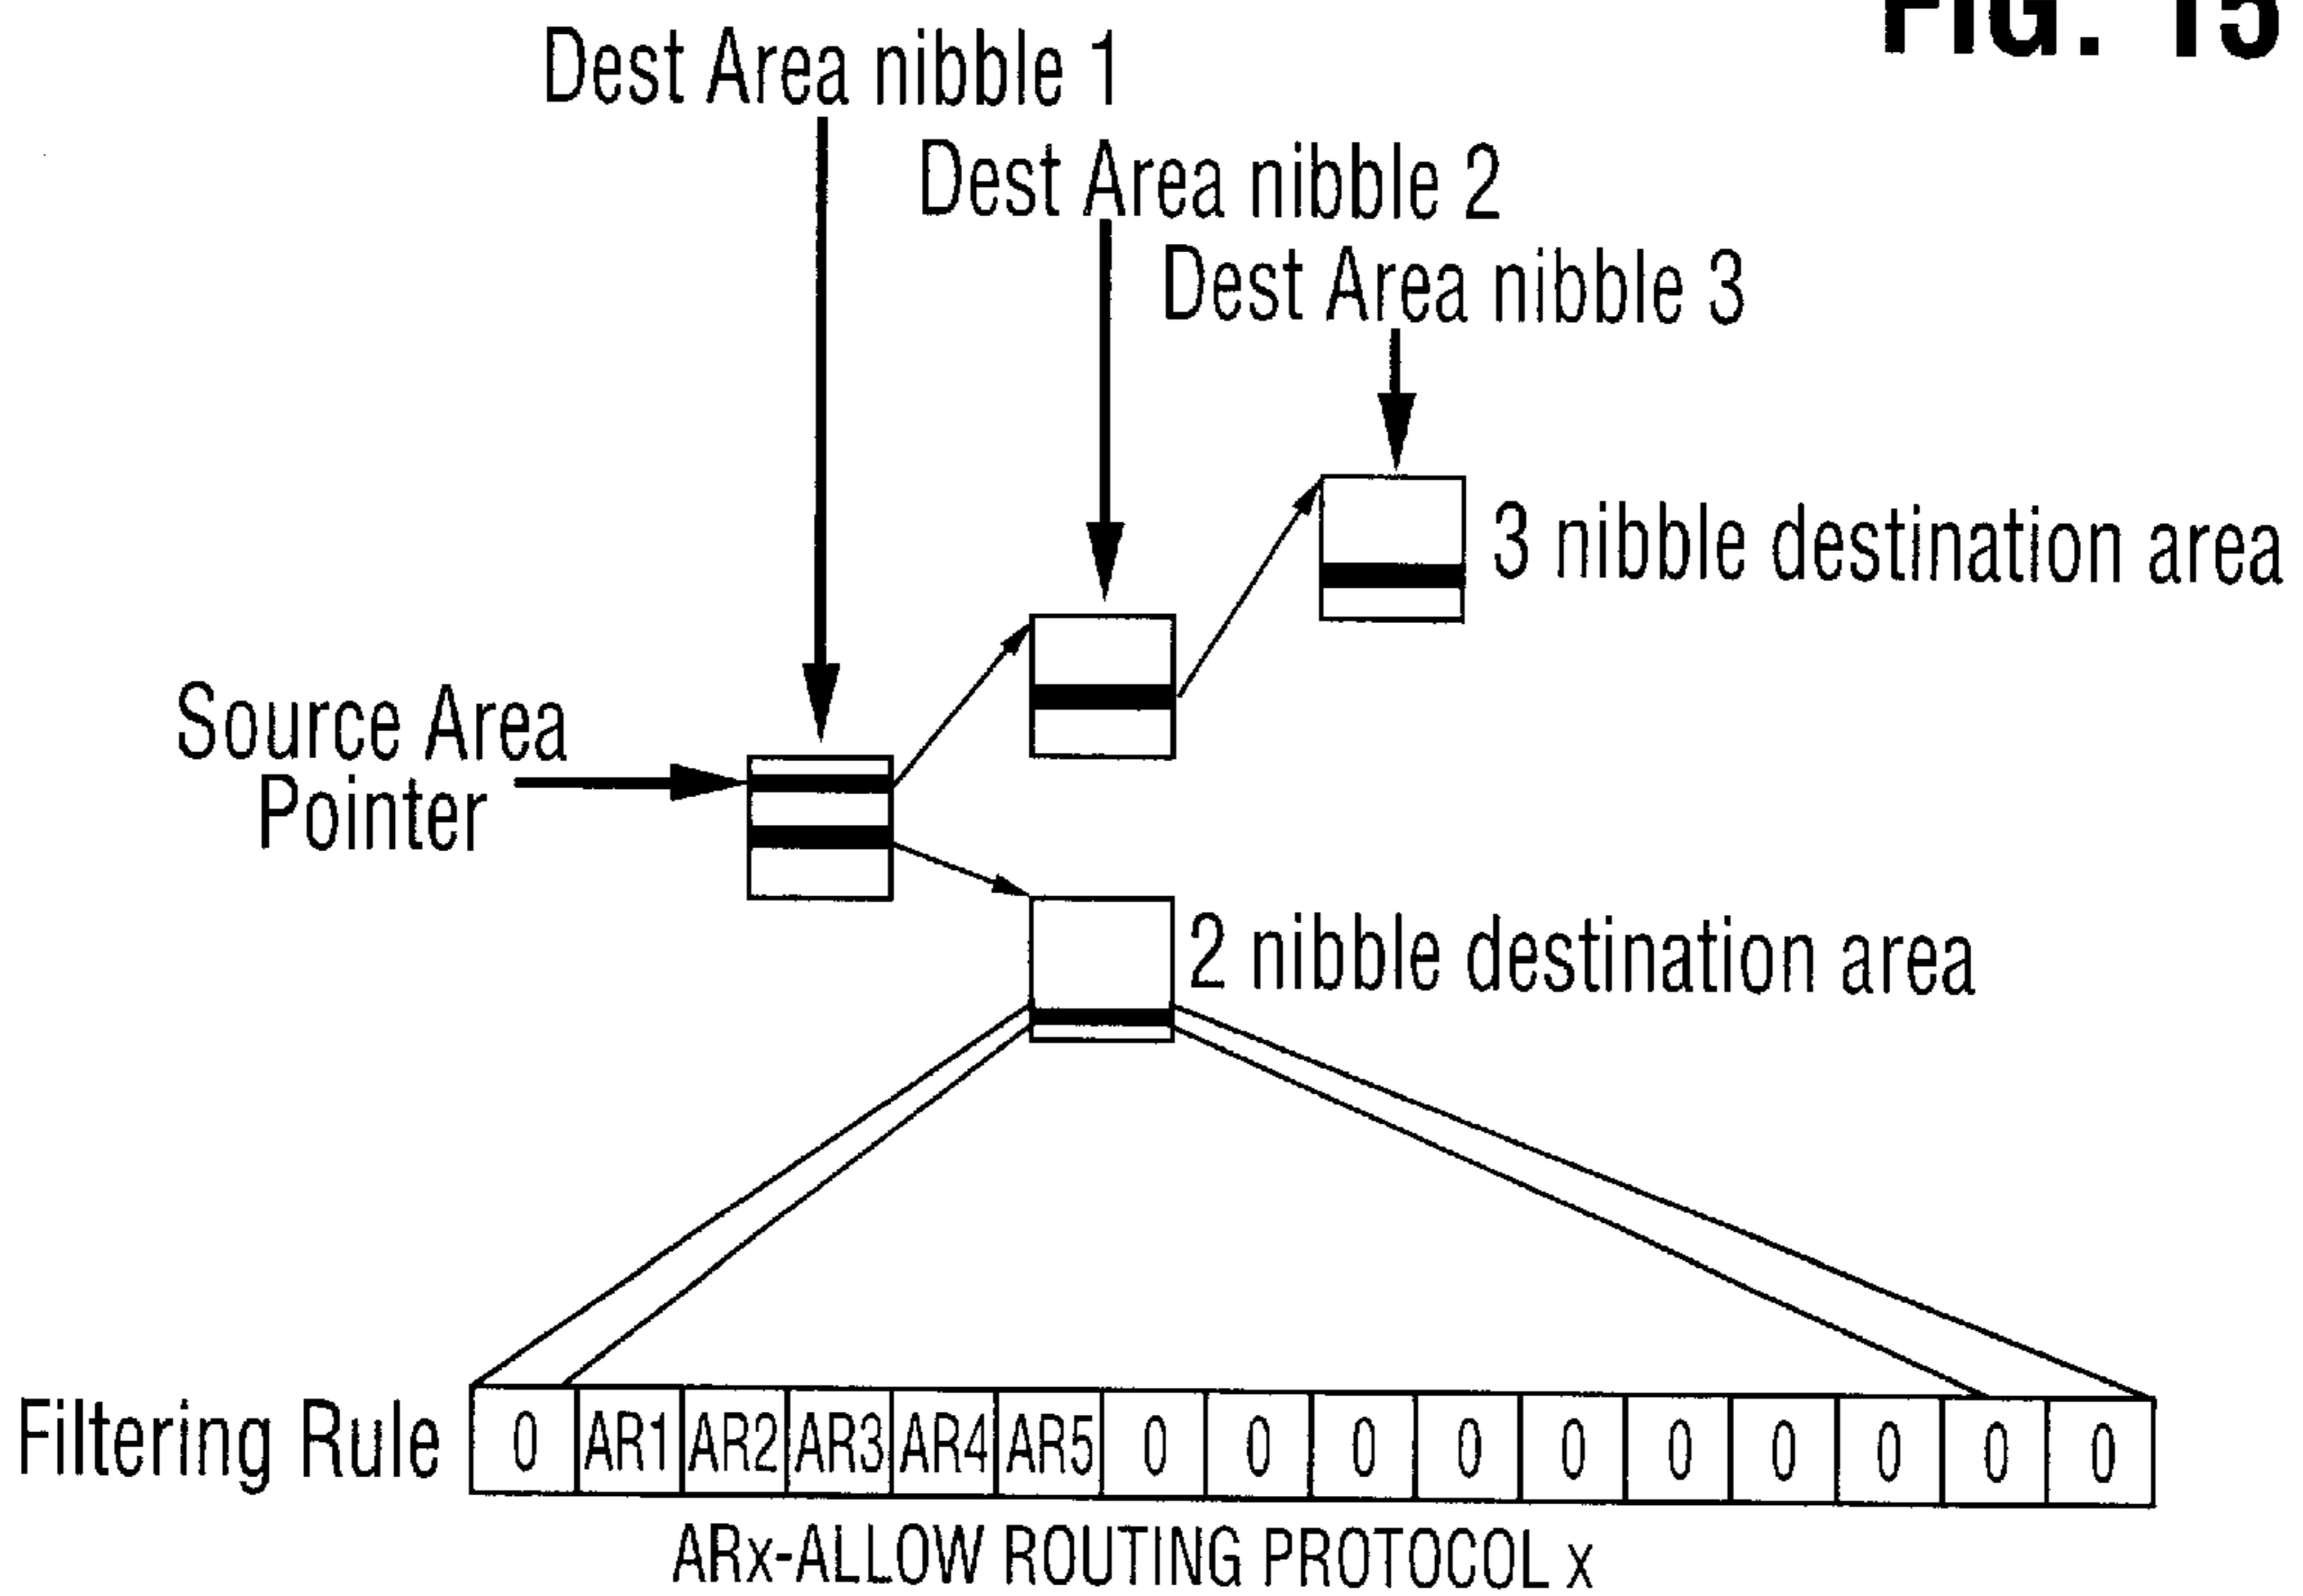 FIG. 15
Dest Area nibble 1
Dest Area nibble 2
Dest Area nibble 3
3 nibble destination area
Source Area
Pointer
2 nibble destination area
Filtering Rule 0 AR1 AR2 AR3 AR4 AR5 0 0 0 0 0 0 0 0 0 0
ARx-ALLOW ROUTING PROTOCOL x